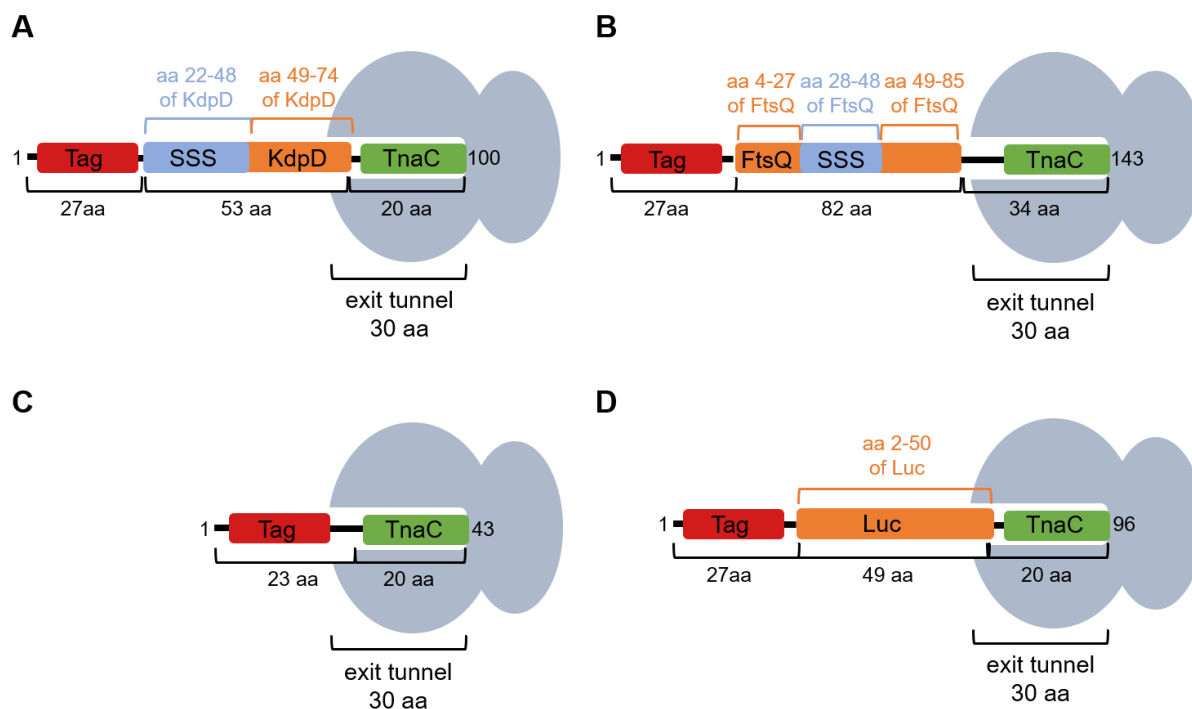 A
aa 22-48
of KdpD
aa 49-74
of KdpD
1
Tag
SSS
KdpD
TnaC
100
27aa
53 aa
20 aa
exit tunnel
30 aa
B
aa 4-27
of FtsQ
aa 28-48
of FtsQ
aa 49-85
of FtsQ
1
Tag
FtsQ
SSS
TnaC
143
27aa
82 aa
34 aa
exit tunnel
30 aa
C
1
Tag
TnaC
43
23 aa
20 aa
exit tunnel
30 aa
D
aa 2-50
of Luc
1
Tag
Luc
TnaC
96
27aa
49 aa
20 aa
exit tunnel
30 aa